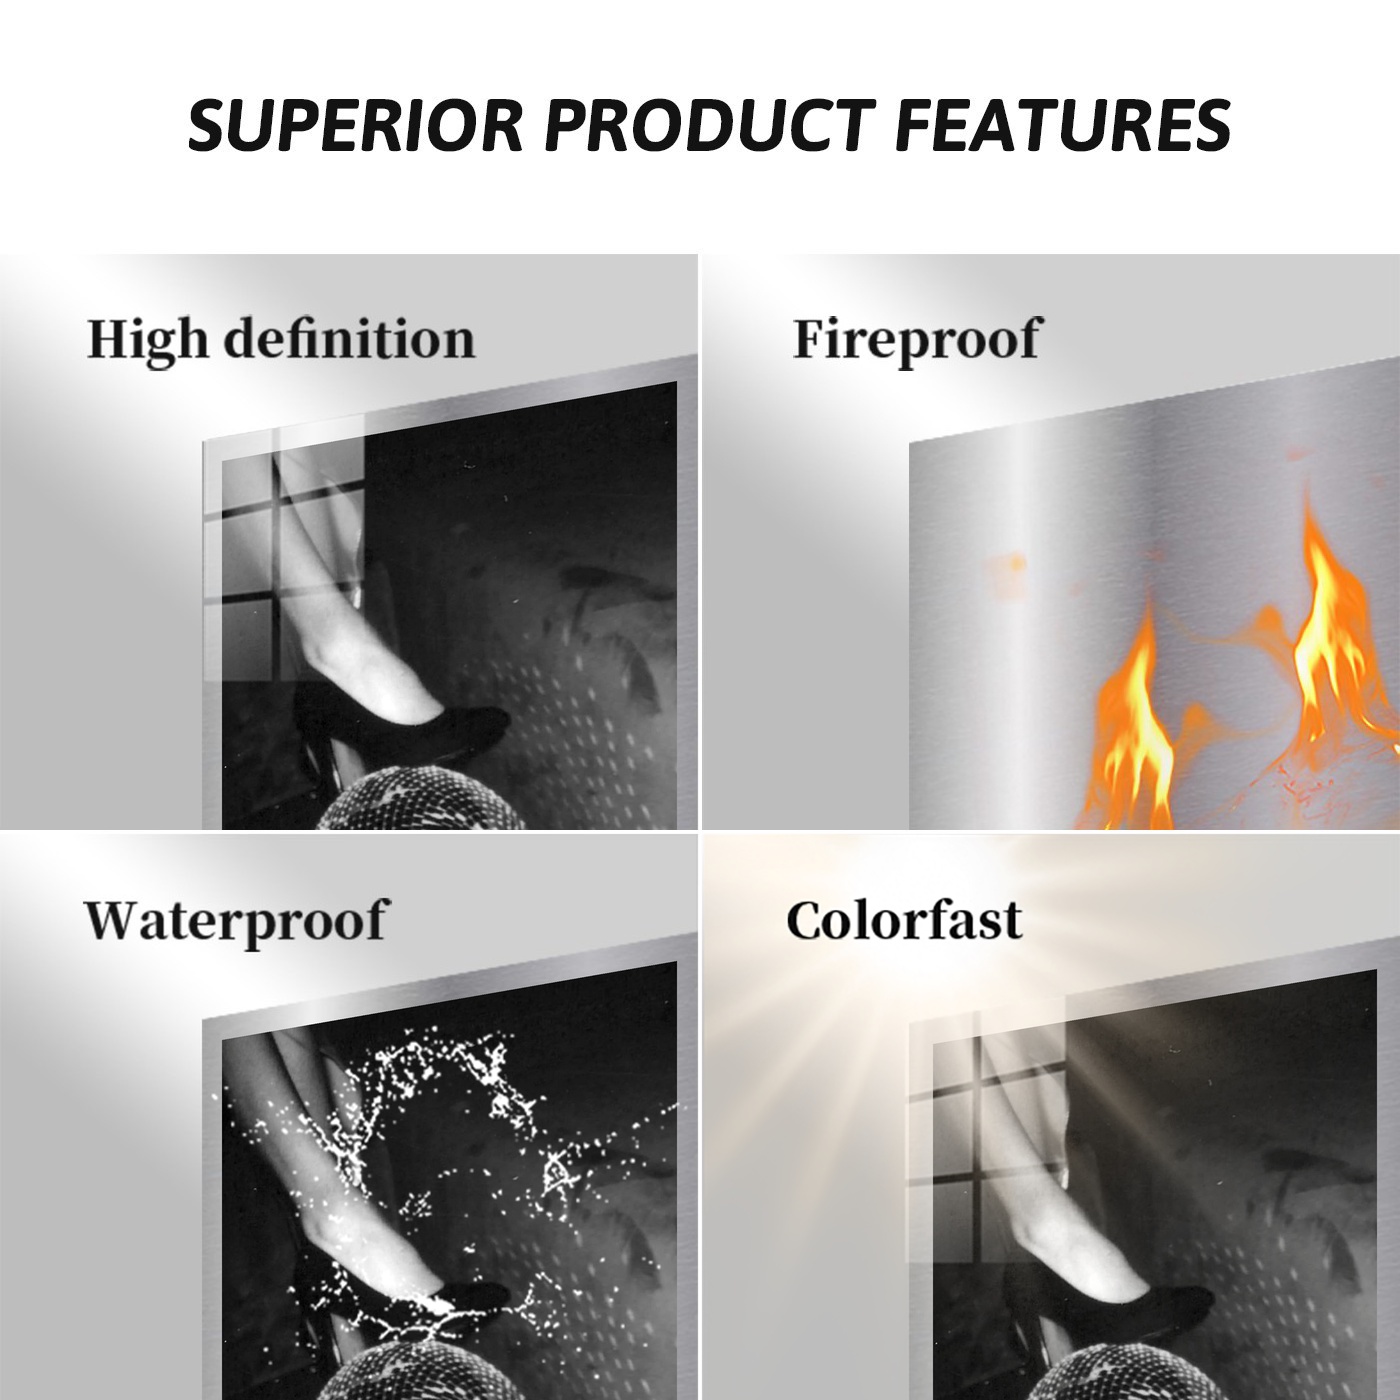 SUPERIOR PRODUCT FEATURES
High definition
Fireproof
Waterproof
Colorfast